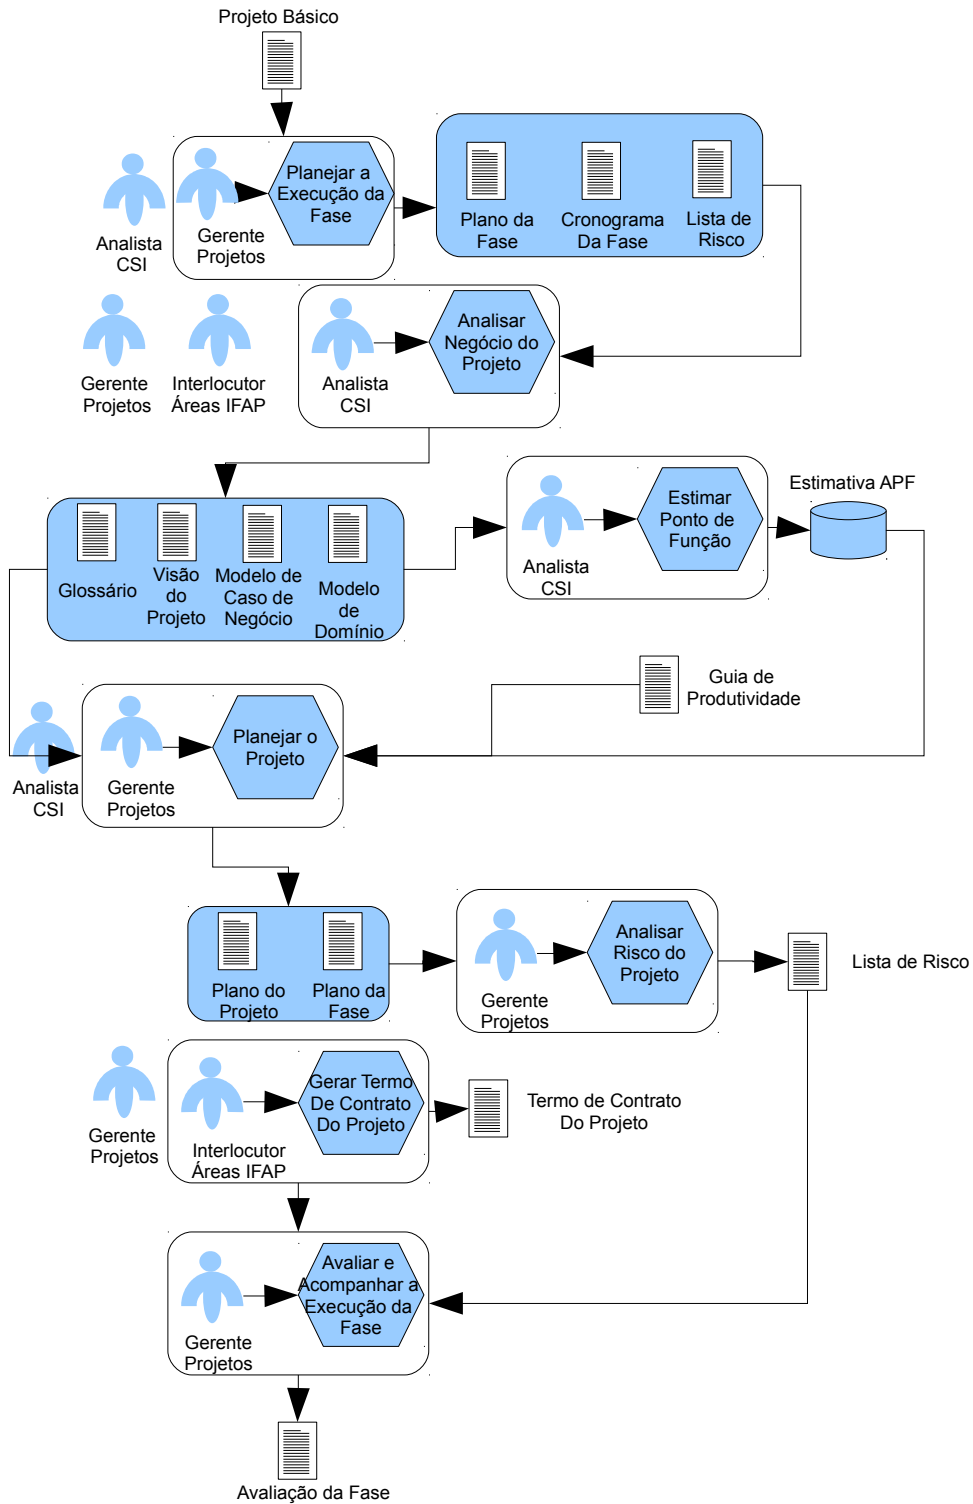 Projeto Básico
Planejar a
Execução da
Fase
Analista
CSI
Gerente
Projetos
Plano da
Fase
Cronograma
Da Fase
Lista de
Risco
Analisar
Negócio do
Projeto
Gerente
Projetos
Interlocutor
Áreas IFAP
Analista
CSI
Estimar
Ponto de
Função
Estimativa APF
Analista
CSI
Glossário
Visão
do
Projeto
Modelo de
Caso de
Negócio
Modelo
de
Domínio
Guia de
Produtividade
Planejar o
Projeto
Analista
CSI
Gerente
Projetos
Analisar
Risco do
Projeto
Lista de Risco
Plano do
Projeto
Plano da
Fase
Gerente
Projetos
Gerar Termo
De Contrato
Do Projeto
Termo de Contrato
Do Projeto
Gerente
Projetos
Interlocutor
Áreas IFAP
Avaliar e
Acompanhar a
Execução da
Fase
Gerente
Projetos
Avaliação da Fase